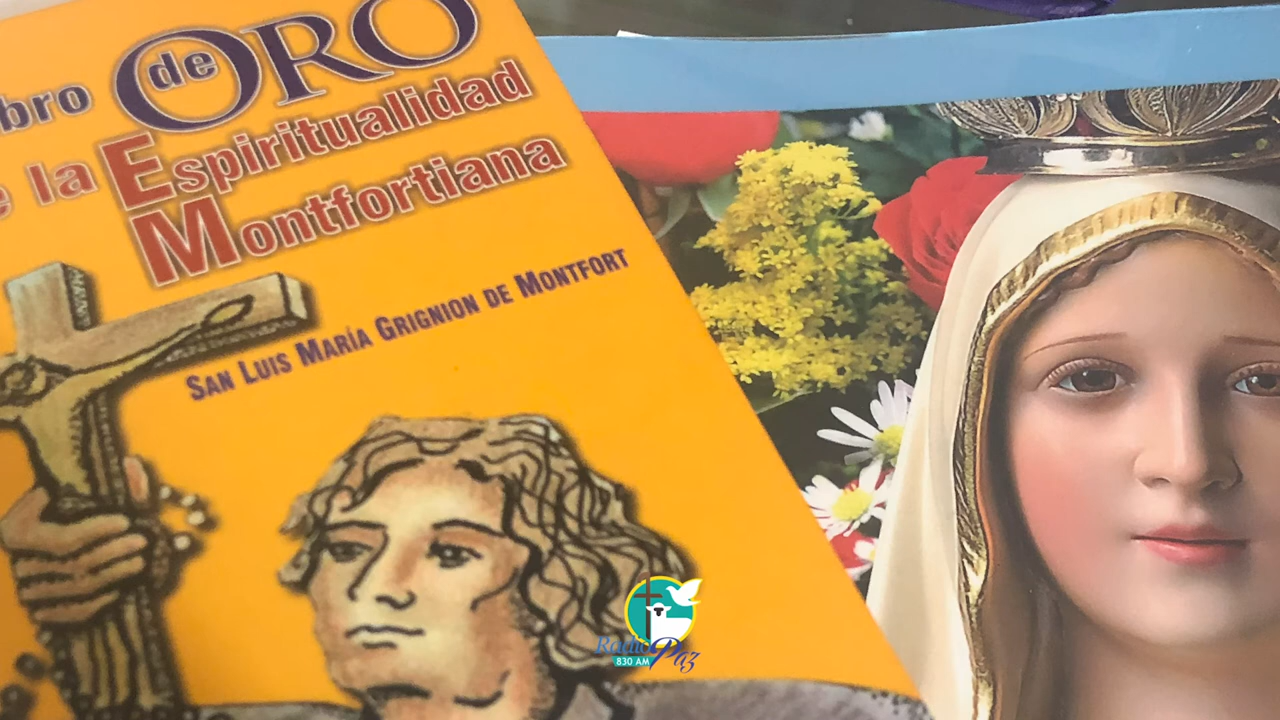 bro de ORO
e la Espiritualidad
Montfortiana
SAN LUIS MARÍA GRIGNION DE MONTFORT
Radio Paz
830 AM